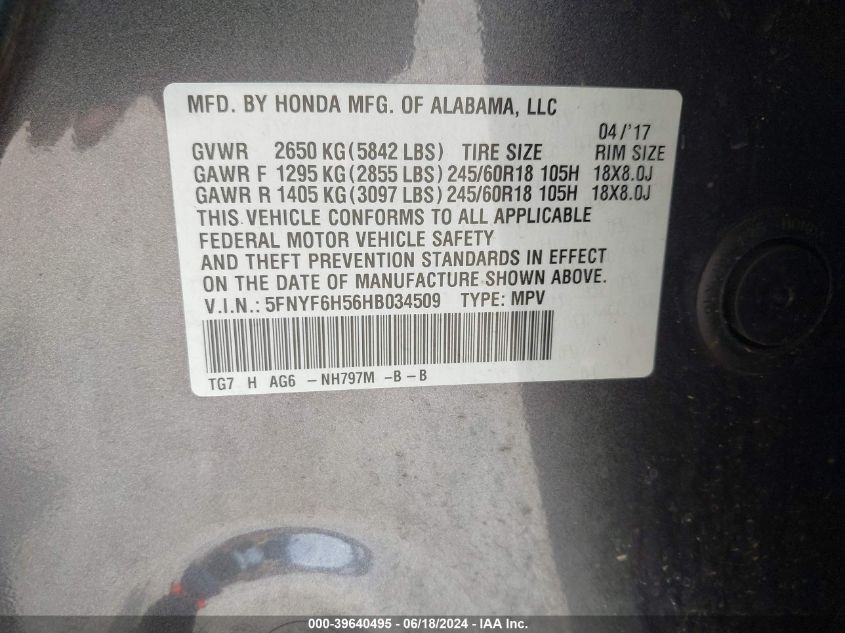 MFD. BY HONDA MFG. OF ALABAMA, LLC
04/'17
GVWR 2650 KG(5842 LBS) TIRE SIZE RIM SIZE
GAWR F 1295 KG(2855 LBS)245/60R18 105H 18X8.0J
GAWR R 1405 KG(3097 LBS)245/60R18 105H 18X8.0J
THIS VEHICLE CONFORMS TO ALL APPLICABLE
FEDERAL MOTOR VEHICLE SAFETY
AND THEFT PREVENTION STANDARDS IN EFFECT
ON THE DATE OF MANUFACTURE SHOWN ABOVE.
V.I.N.: 5FNYF6H56HB034509 TYPE: MPV
TG7 H AG6 -NH797M -B-B
000-39640495 - 06/18/2024 - IAA Inc.